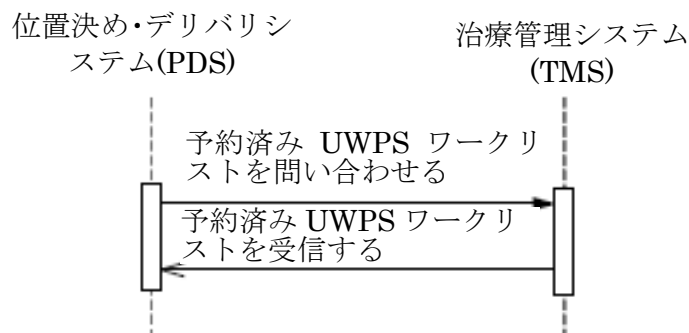 位置決め・デリバリシ
ステム(PDS)
治療管理システム
(TMS)
予約済み UWPS ワークリ
ストを問い合わせる
予約済み UWPS ワークリ
ストを受信する